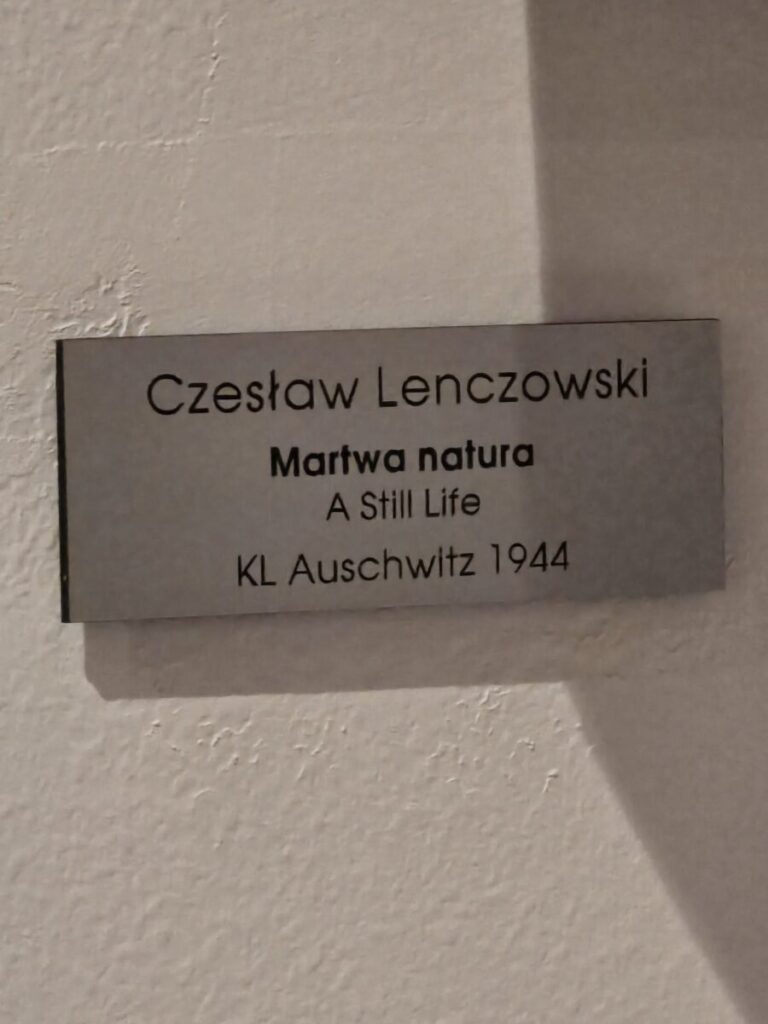 Czesław Lenczowski
Martwa natura
A Still Life
KL Auschwitz 1944